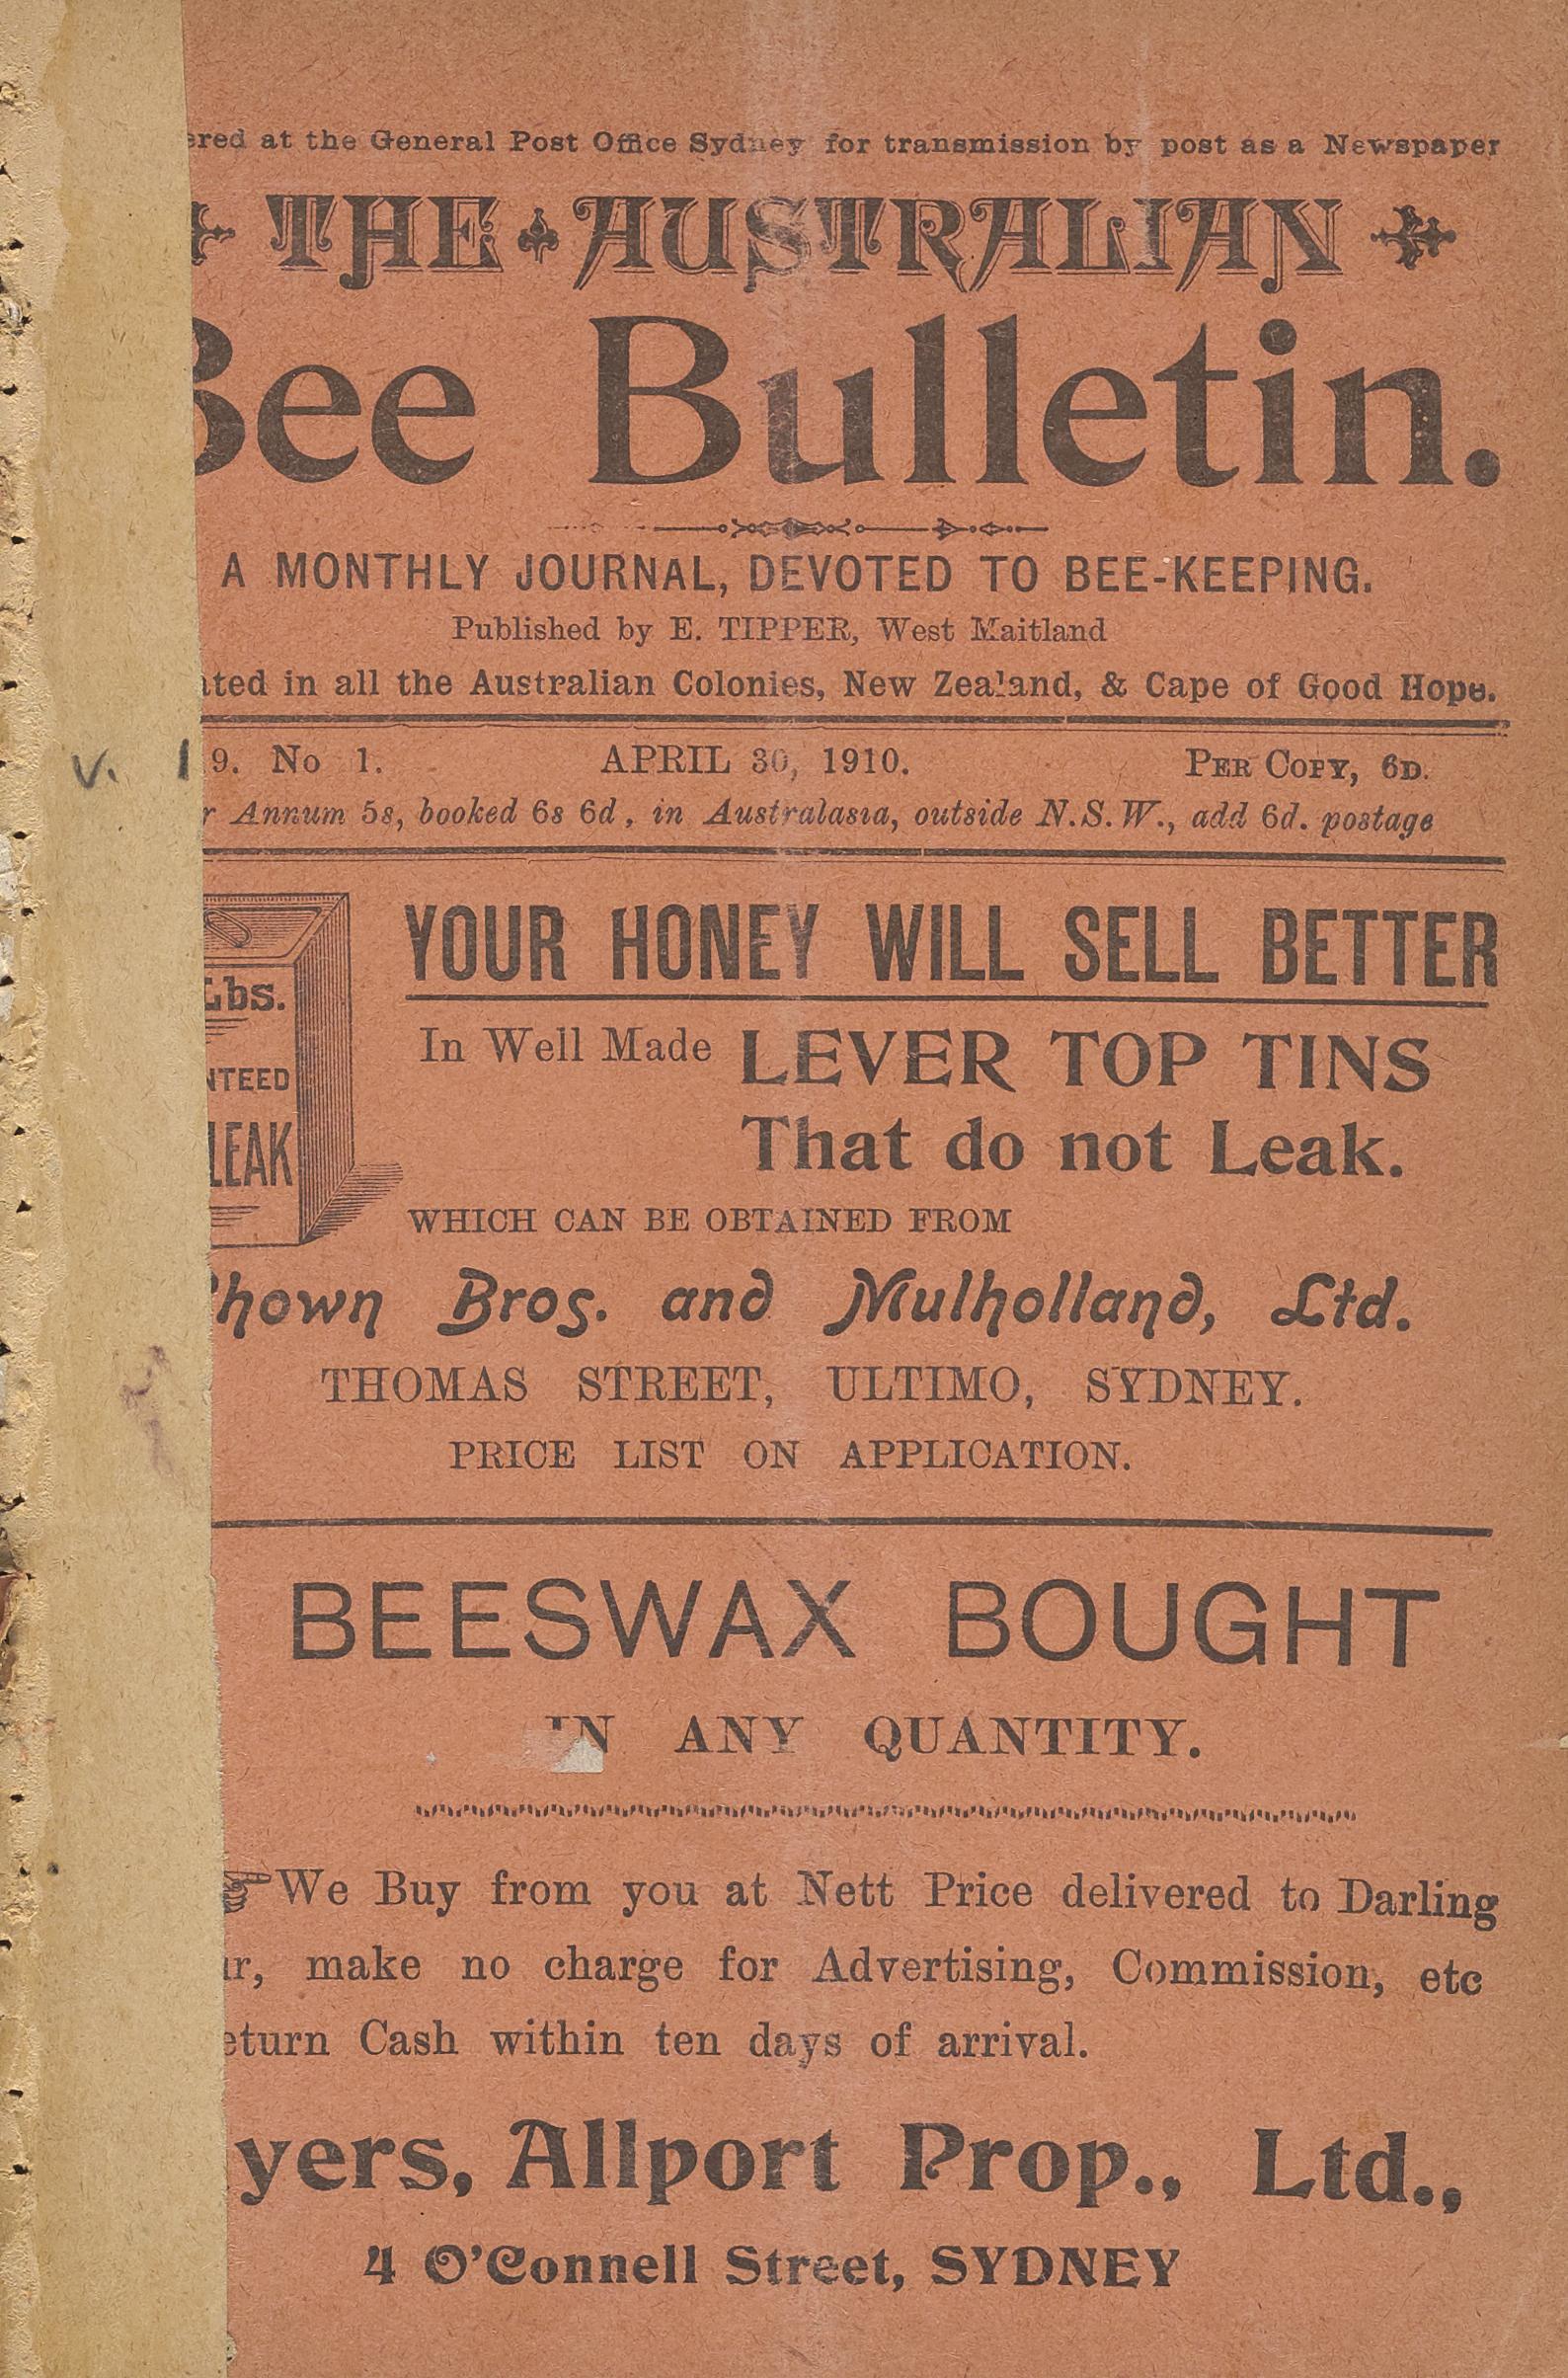 ered at the General Post Office Sydney for transmission by post as a Newspaper
THE AUSTRALIAN
Bee Bulletin.
A MONTHLY JOURNAL, DEVOTED TO BEE-KEEPING.
Published by E. TIPPER, West Maitland
ated in all the Australian Colonies, New Zealand, & Cape of Good Hope.
v. 19. No 1. APRIL 30, 1910. PER COPY, 6D.
r Annum 5s, booked 6s 6d, in Australasia, outside N.S.W., add 6d. postage
Lbs.
NTEED
LEAK
YOUR HONEY WILL SELL BETTER
In Well Made LEVER TOP TINS
That do not Leak.
WHICH CAN BE OBTAINED FROM
hown Bros. and Mulholland, Ltd.
THOMAS STREET, ULTIMO, SYDNEY.
PRICE LIST ON APPLICATION.
BEESWAX BOUGHT
IN ANY QUANTITY.
We Buy from you at Nett Price delivered to Darling
ur, make no charge for Advertising, Commission, etc
eturn Cash within ten days of arrival.
yers, Allport Prop., Ltd.,
4 O'Connell Street, SYDNEY